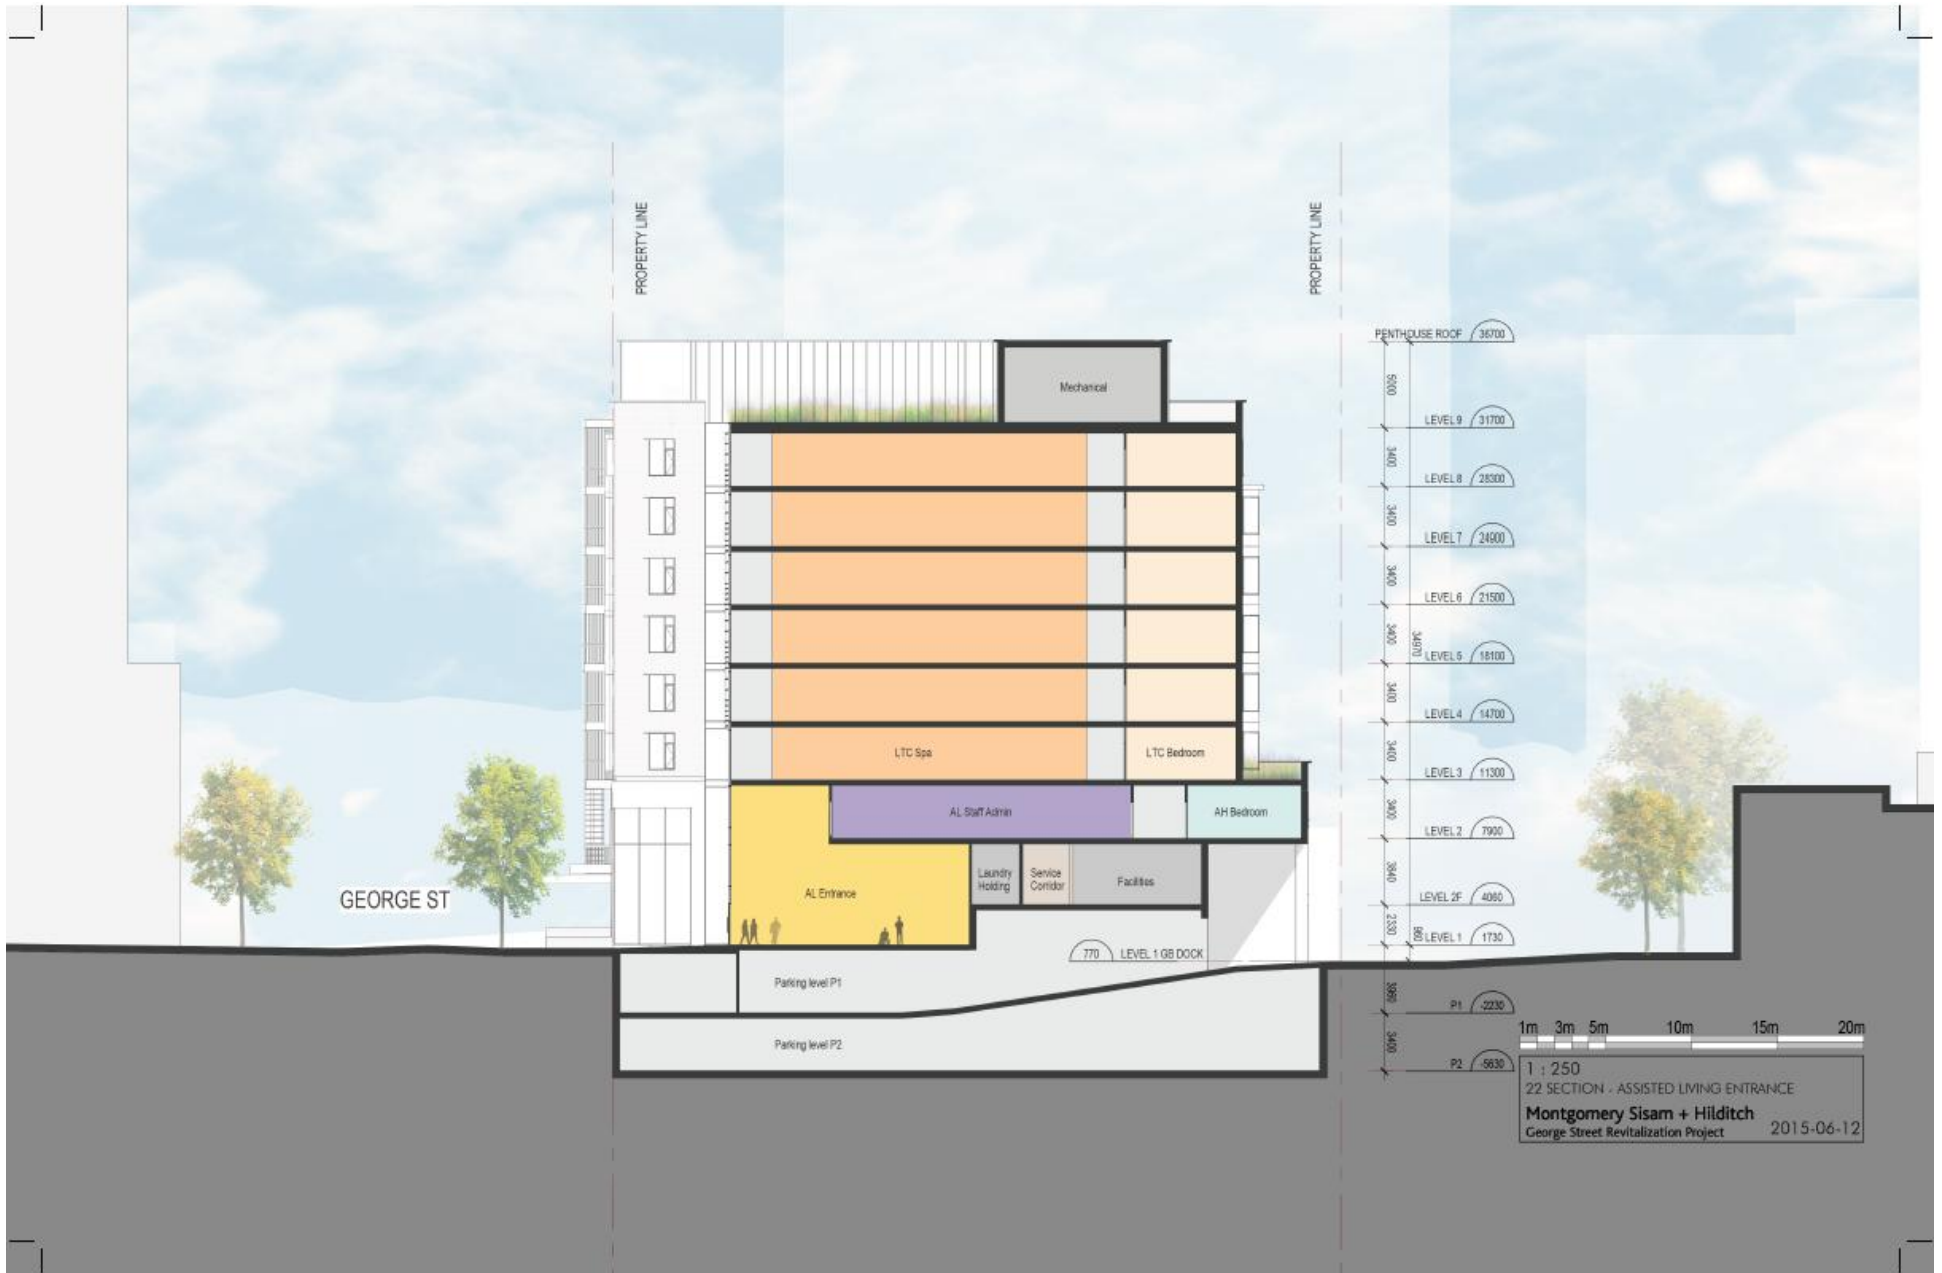 PROPERTY LINE
PROPERTY LINE
PENTHOUSE ROOF 36700
5000
Mechanical
LEVEL 9 31700
3400
LEVEL 8 28300
3400
LEVEL 7 24900
3400
LEVEL 6 21500
3400
34970
LEVEL 5 18100
3400
LEVEL 4 14700
3400
LTC Spa
LTC Bedroom
LEVEL 3 11300
3400
AL Staff Admin
AH Bedroom
LEVEL 2 7900
3840
Laundry
Holding
Service
Corridor
Facilities
AL Entrance
GEORGE ST
LEVEL 2F 4060
2330
960
LEVEL 1 1730
770 LEVEL 1 GB DOCK
Parking level P1
3960
P1 -2230
3400
Parking level P2
P2 -5630
1m 3m 5m 10m 15m 20m
1 : 250
22 SECTION - ASSISTED LIVING ENTRANCE
Montgomery Sisam + Hilditch
George Street Revitalization Project 2015-06-12